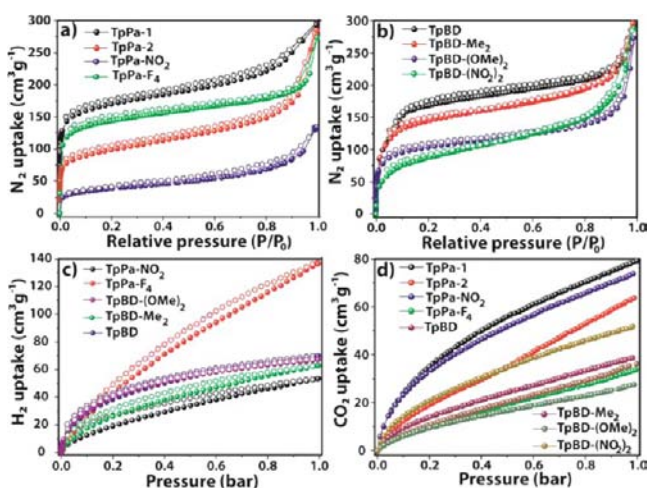 a)
TpPa-1
TpPa-2
TpPa-NO₂
TpPa-F₄
N₂ uptake (cm³g⁻¹)
300
250
200
150
100
50
0
0.0 0.2 0.4 0.6 0.8 1.0
Relative pressure (P/P₀)
b)
TpBD
TpBD-Me₂
TpBD-(OMe)₂
TpBD-(NO₂)₂
N₂ uptake (cm³g⁻¹)
300
250
200
150
100
50
0
0.0 0.2 0.4 0.6 0.8 1.0
Relative pressure (P/P₀)
c)
TpPa-NO₂
TpPa-F₄
TpBD-(OMe)₂
TpBD-Me₂
TpBD
H₂ uptake (cm³g⁻¹)
140
120
100
80
60
40
20
0
0.0 0.2 0.4 0.6 0.8 1.0
Pressure (bar)
d)
TpPa-1
TpPa-2
TpPa-NO₂
TpPa-F₄
TpBD
TpBD-Me₂
TpBD-(OMe)₂
TpBD-(NO₂)₂
CO₂ uptake (cm³g⁻¹)
80
60
40
20
0
0.0 0.2 0.4 0.6 0.8 1.0
Pressure (bar)